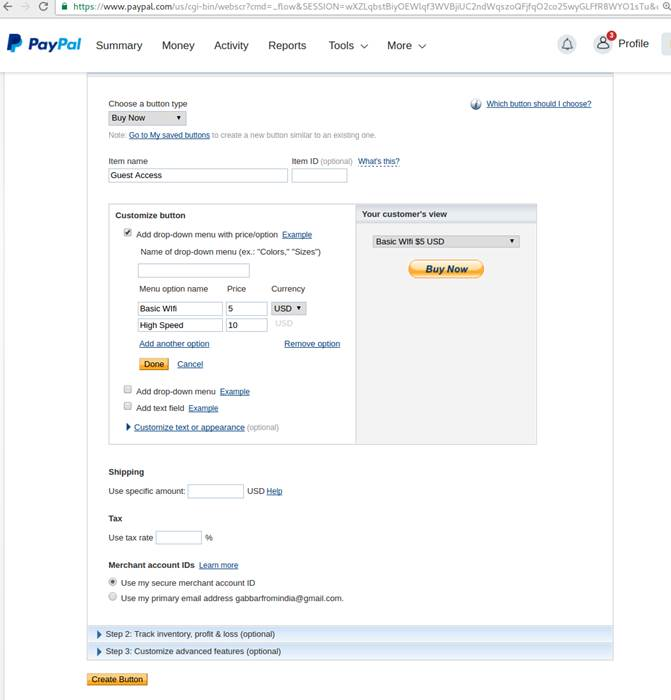 https://www.paypal.com/us/cgi-bin/webscr?cmd=_flow&SESSION=wXZLqbstBiyOEWlqf3WVBjiUC2ndWqszoQFjfqO2co25wyGLFfR8WYO1sTu&
PayPal Summary Money Activity Reports Tools More 3 Profile
Choose a button type
Which button should I choose?
Buy Now
Note: Go to My saved buttons to create a new button similar to an existing one.
Item name Item ID (optional) What's this?
Guest Access
Customize button
Add drop-down menu with price/option Example
Name of drop-down menu (ex.: "Colors," "Sizes")
Menu option name Price Currency
Basic WIfi 5 USD
High Speed 10 USD
Add another option Remove option
Done Cancel
Add drop-down menu Example
Add text field Example
Customize text or appearance (optional)
Your customer's view
Basic WIfi $5 USD
Buy Now
Shipping
Use specific amount: USD Help
Tax
Use tax rate %
Merchant account IDs Learn more
Use my secure merchant account ID
Use my primary email address gabbarfromindia@gmail.com.
Step 2: Track inventory, profit & loss (optional)
Step 3: Customize advanced features (optional)
Create Button